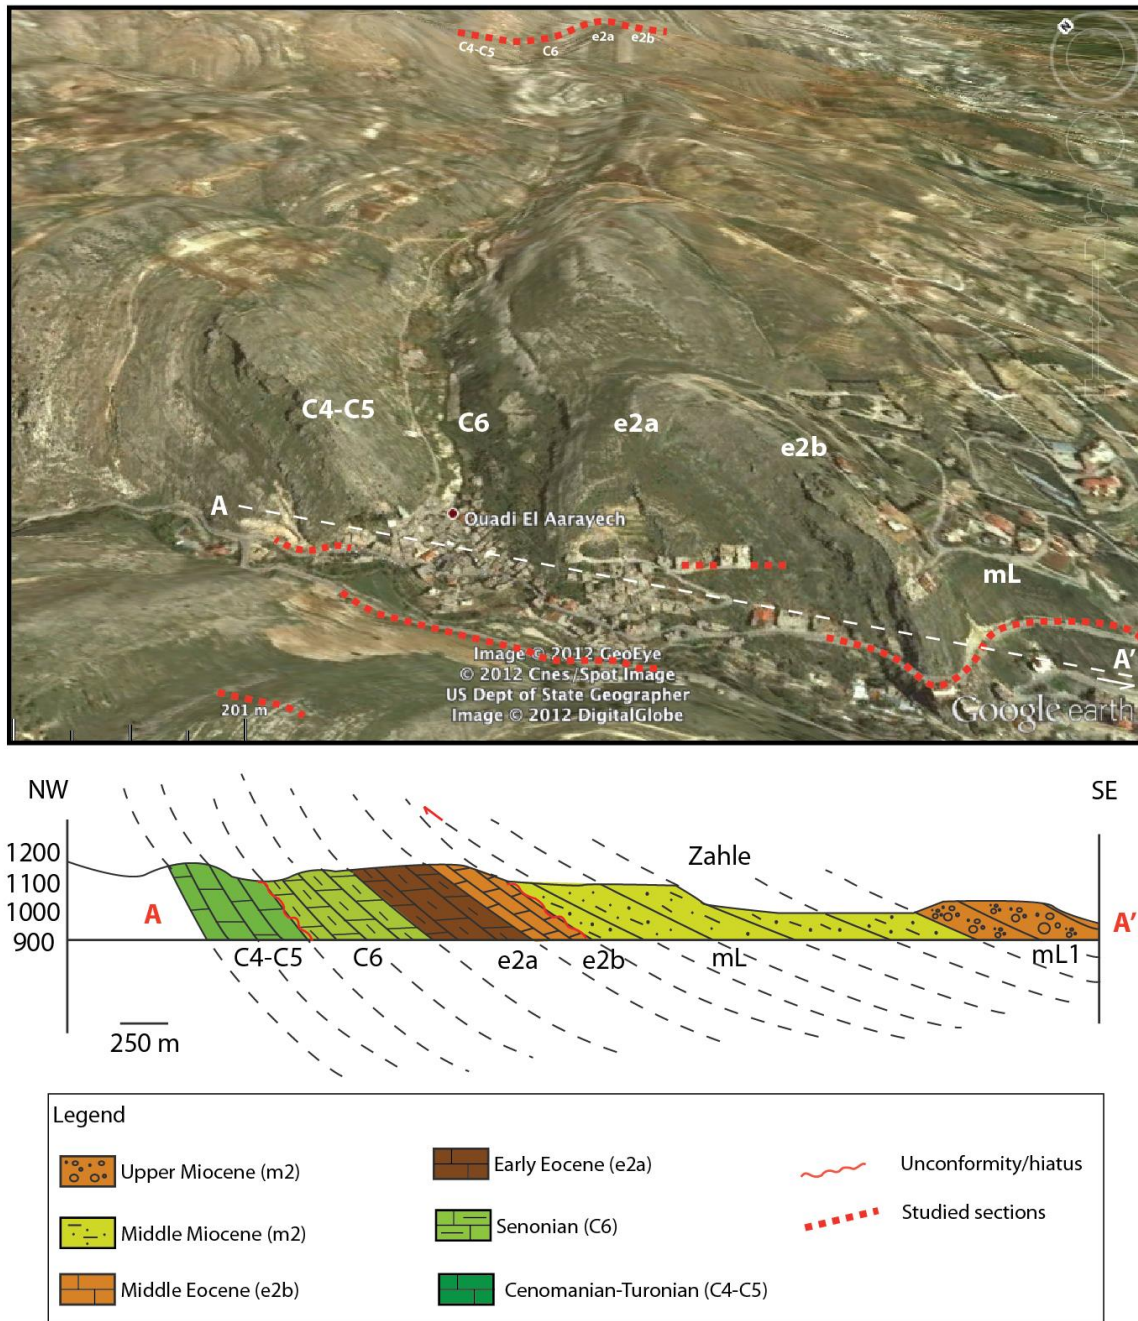 N
C4-C5 C6 e2a e2b
C4-C5 C6 e2a e2b
A
Ouadi El Aarayech
mL
A'
Image © 2012 GeoEye
© 2012 Cnes/Spot Image
US Dept of State Geographer
Image © 2012 DigitalGlobe
201 m
Google earth
NW SE
Zahle
1200
1100
1000
900
A A'
C4-C5 C6 e2a e2b mL mL1
250 m
Legend
Upper Miocene (m2)
Middle Miocene (m2)
Middle Eocene (e2b)
Early Eocene (e2a)
Senonian (C6)
Cenomanian-Turonian (C4-C5)
Unconformity/hiatus
Studied sections